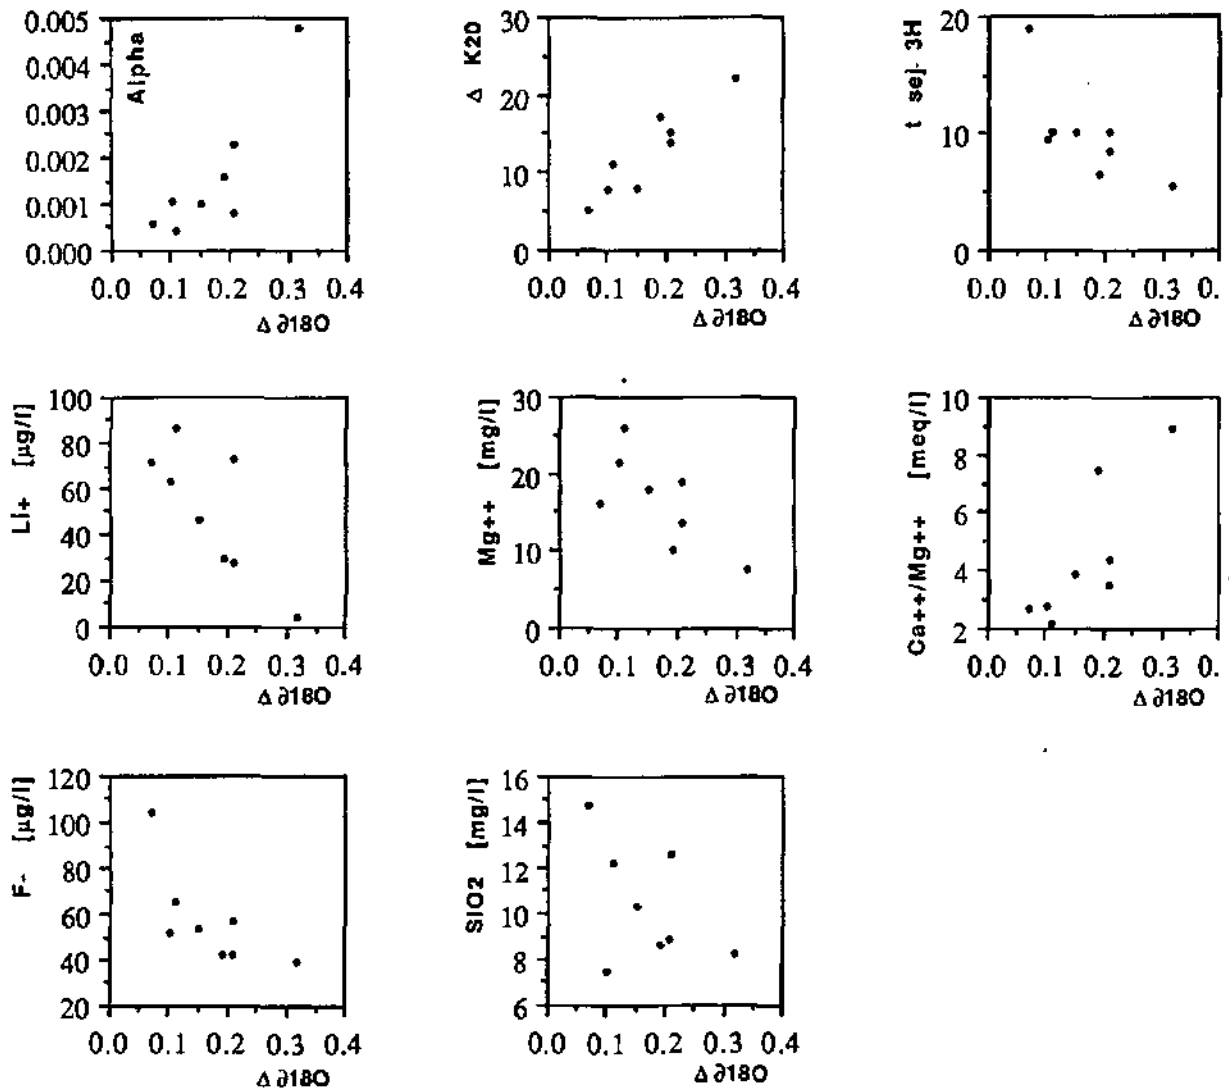 0.005
0.004
0.003
0.002
0.001
0.000
Alpha
0.0 0.1 0.2 0.3 0.4
Δ ∂18O
30
20
10
0
Δ K20
0.0 0.1 0.2 0.3 0.4
Δ ∂18O
20
10
0
t sej- 3H
0.0 0.1 0.2 0.3 0.
Δ ∂18O
100
80
60
40
20
0
Li+ [µg/l]
0.0 0.1 0.2 0.3 0.4
Δ ∂18O
30
20
10
0
Mg++ [mg/l]
0.0 0.1 0.2 0.3 0.4
Δ ∂18O
10
8
6
4
2
Ca++/Mg++ [meq/l]
0.0 0.1 0.2 0.3 0.
Δ ∂18O
120
100
80
60
40
20
F- [µg/l]
0.0 0.1 0.2 0.3 0.4
Δ ∂18O
16
14
12
10
8
6
SIO2 [mg/l]
0.0 0.1 0.2 0.3 0.4
Δ ∂18O